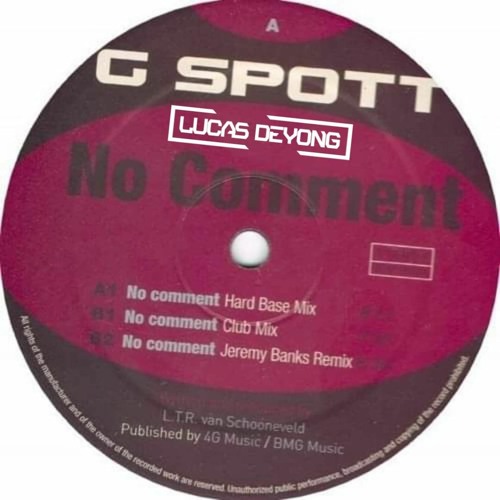 A
G SPOTT
LUCAS DEYONG
No Comment
A1 No comment Hard Base Mix
B1 No comment Club Mix
B2 No comment Jeremy Banks Remix
L.T.R. van Schooneveld
Published by 4G Music / BMG Music
All rights of the manufacturer and of the owner of the recorded work are reserved. Unauthorized public performance, broadcasting and copying of the record prohibited.